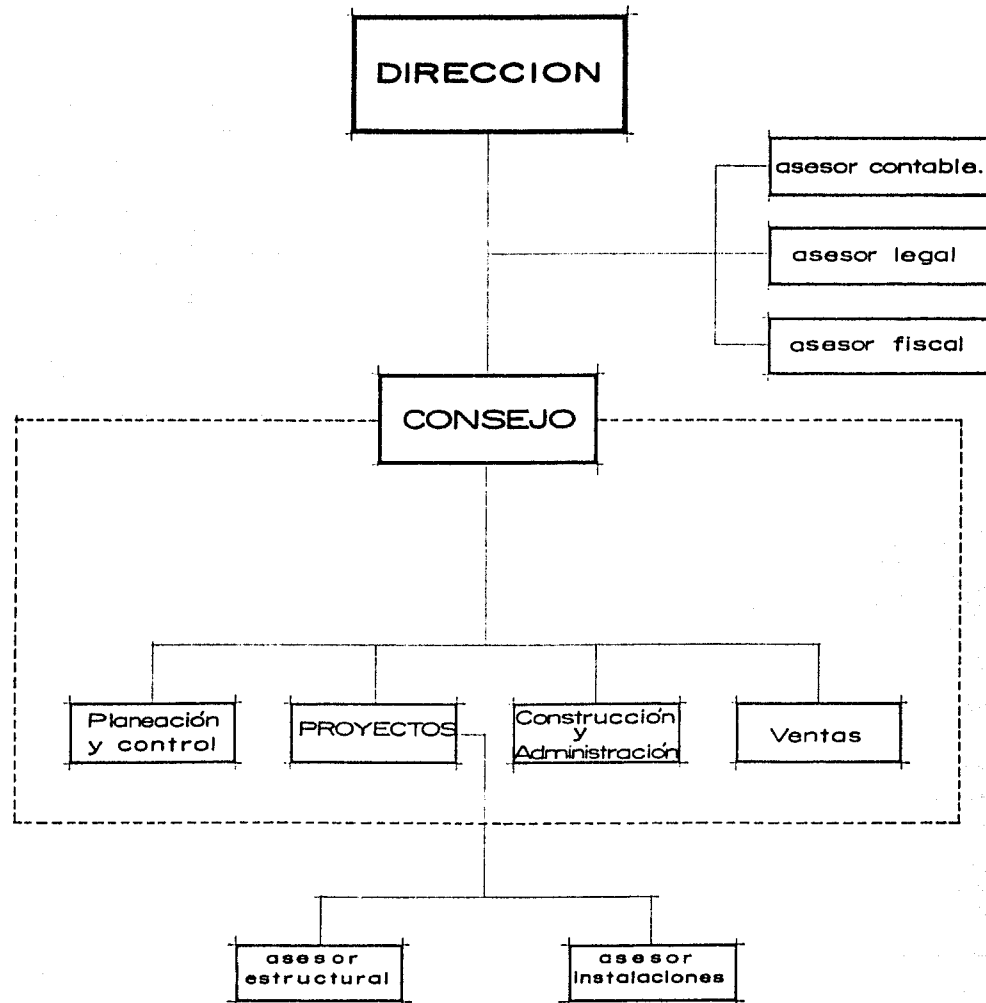 DIRECCION
asesor contable.
asesor legal
asesor fiscal
CONSEJO
Planeación
y control
PROYECTOS
Construcción
y
Administración
Ventas
asesor
estructural
asesor
instalaciones